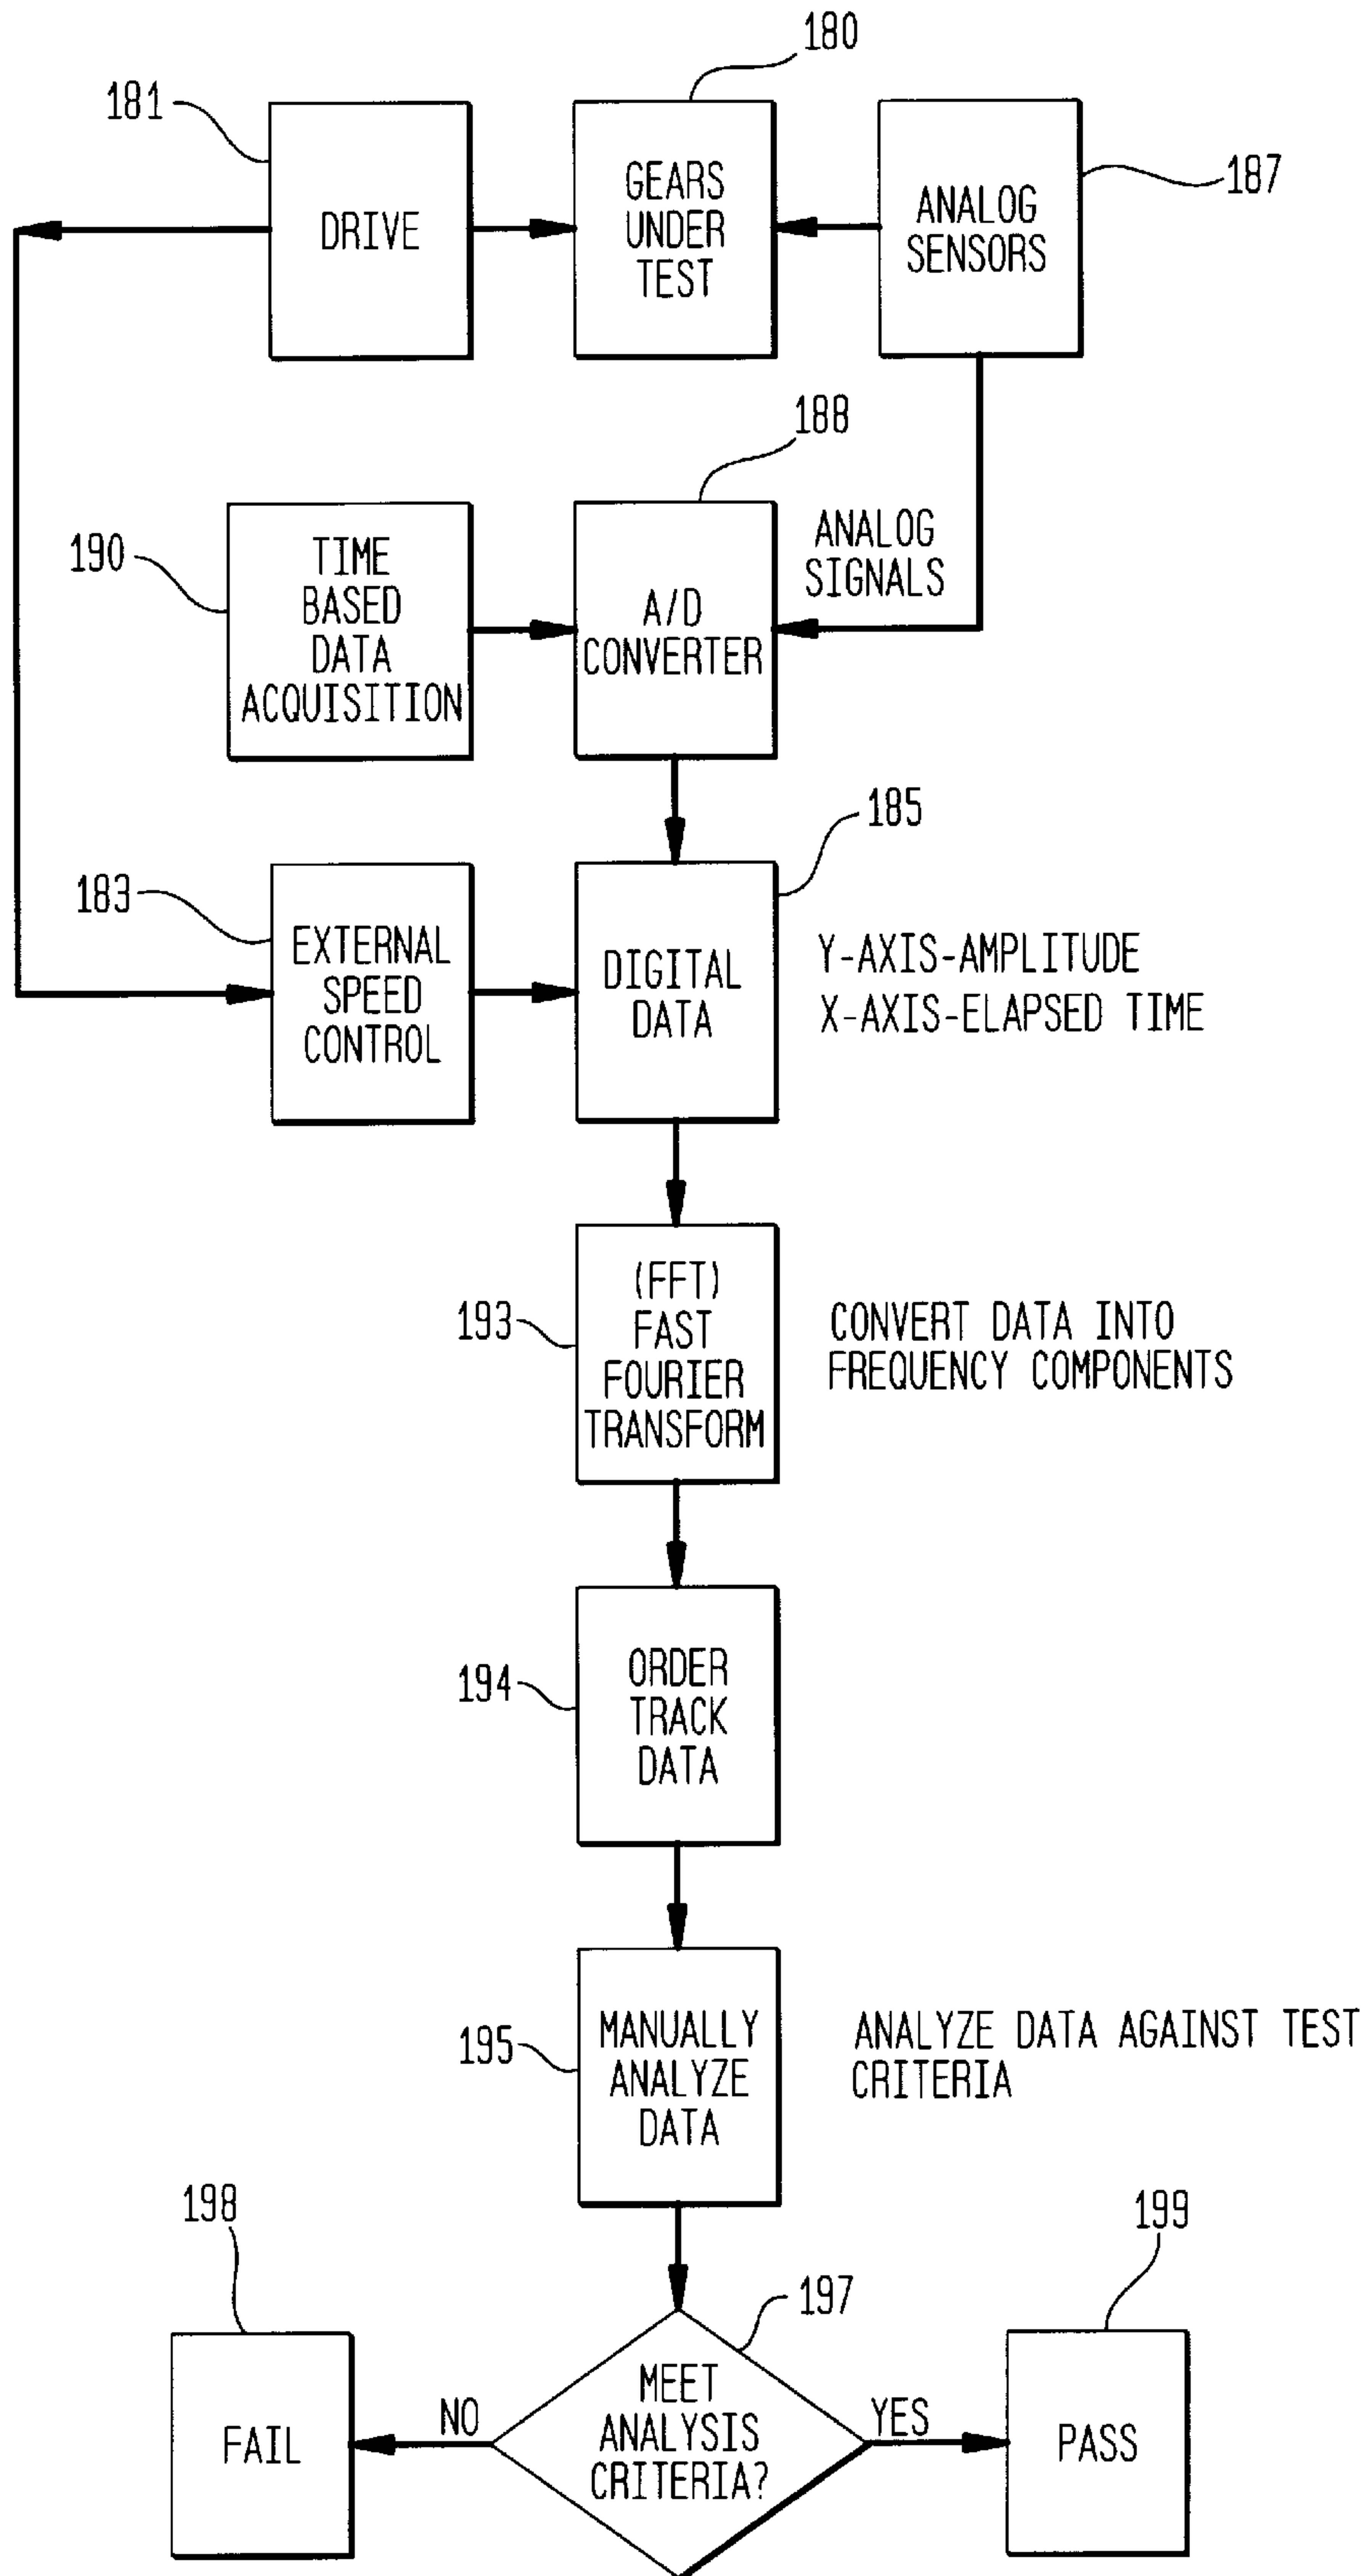 180
181
DRIVE
GEARS
UNDER
TEST
ANALOG
SENSORS
187
188
190
TIME
BASED
DATA
ACQUISITION
A/D
CONVERTER
ANALOG
SIGNALS
185
183
EXTERNAL
SPEED
CONTROL
DIGITAL
DATA
Y-AXIS-AMPLITUDE
X-AXIS-ELAPSED TIME
193
(FFT)
FAST
FOURIER
TRANSFORM
CONVERT DATA INTO
FREQUENCY COMPONENTS
194
ORDER
TRACK
DATA
195
MANUALLY
ANALYZE
DATA
ANALYZE DATA AGAINST TEST
CRITERIA
198
197
199
FAIL
NO
MEET
ANALYSIS
CRITERIA?
YES
PASS